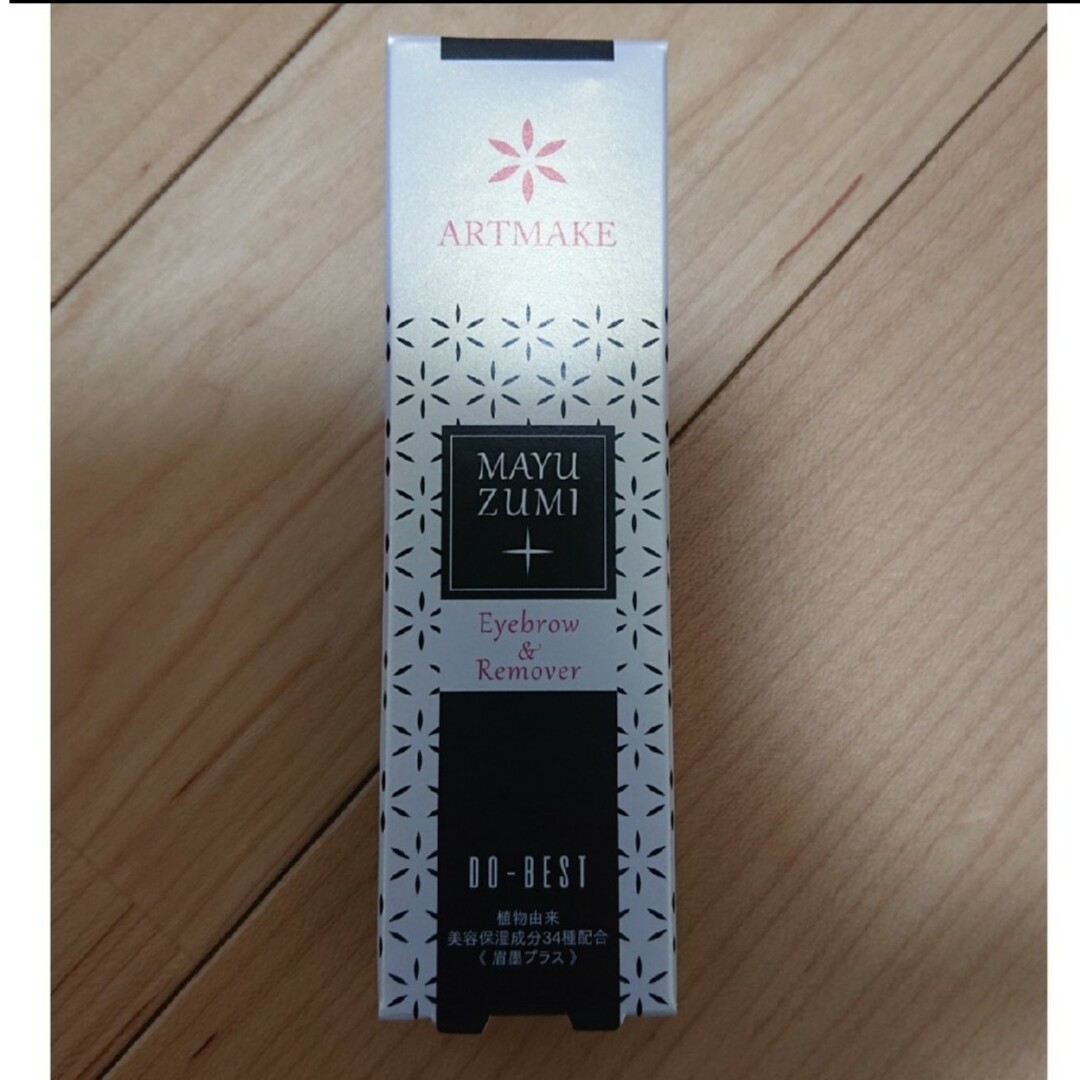 ARTMAKE
MAYU
ZUMI
Eyebrow
&
Remover
DO-BEST
植物由来
美容保湿成分34種配合
《 眉墨プラス 》